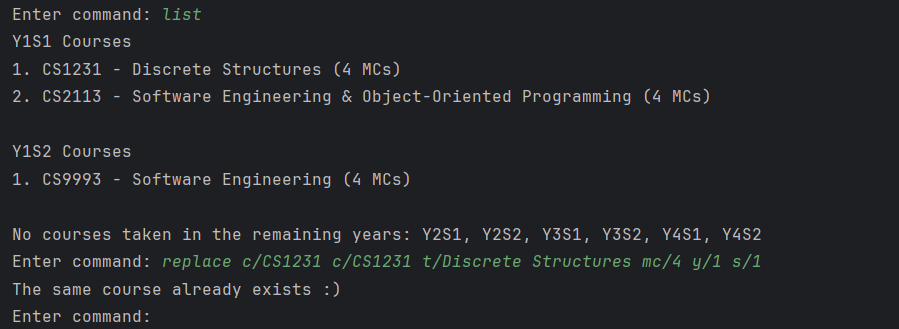 Enter command: list
Y1S1 Courses
1. CS1231 - Discrete Structures (4 MCs)
2. CS2113 - Software Engineering & Object-Oriented Programming (4 MCs)
Y1S2 Courses
1. CS9993 - Software Engineering (4 MCs)
No courses taken in the remaining years: Y2S1, Y2S2, Y3S1, Y3S2, Y4S1, Y4S2
Enter command: replace c/CS1231 c/CS1231 t/Discrete Structures mc/4 y/1 s/1
The same course already exists :)
Enter command: